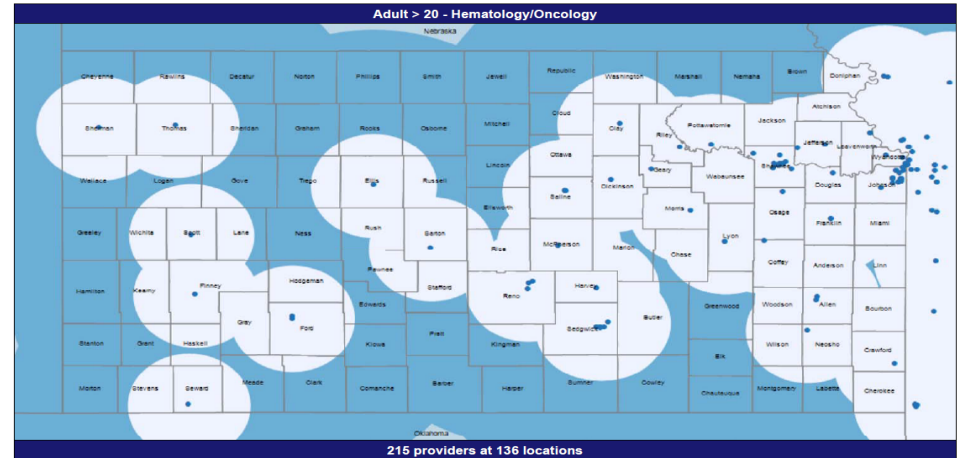 Adult > 20 - Hematology/Oncology
Nebraska
Cheyenne Rawlins Decatur Norton Phillips Smith Jewell Republic Washington Marshall Nemaha Brown Doniphan
Atchison
Sherman Thomas Sheridan Graham Rooks Osborne Mitchell Cloud Clay Riley Pottawatomie Jackson
Jefferson Leavenworth
Wyandotte
Wallace Logan Gove Trego Ellis Russell Lincoln Ottawa Dickinson Geary Wabaunsee Shawnee Douglas Johnson
Ellsworth Saline Morris Osage Franklin Miami
Greeley Wichita Scott Lane Ness Rush Barton Rice McPherson Marion Chase Lyon Coffey Anderson Linn
Hamilton Kearny Finney Hodgeman Pawnee Stafford Reno Harvey
Edwards Greenwood Woodson Allen Bourbon
Gray Ford Sedgwick Butler
Stanton Grant Haskell Kiowa Pratt Kingman Elk Wilson Neosho Crawford
Morton Stevens Seward Meade Clark Comanche Barber Harper Sumner Cowley Chautauqua Montgomery Labette Cherokee
Oklahoma
215 providers at 136 locations